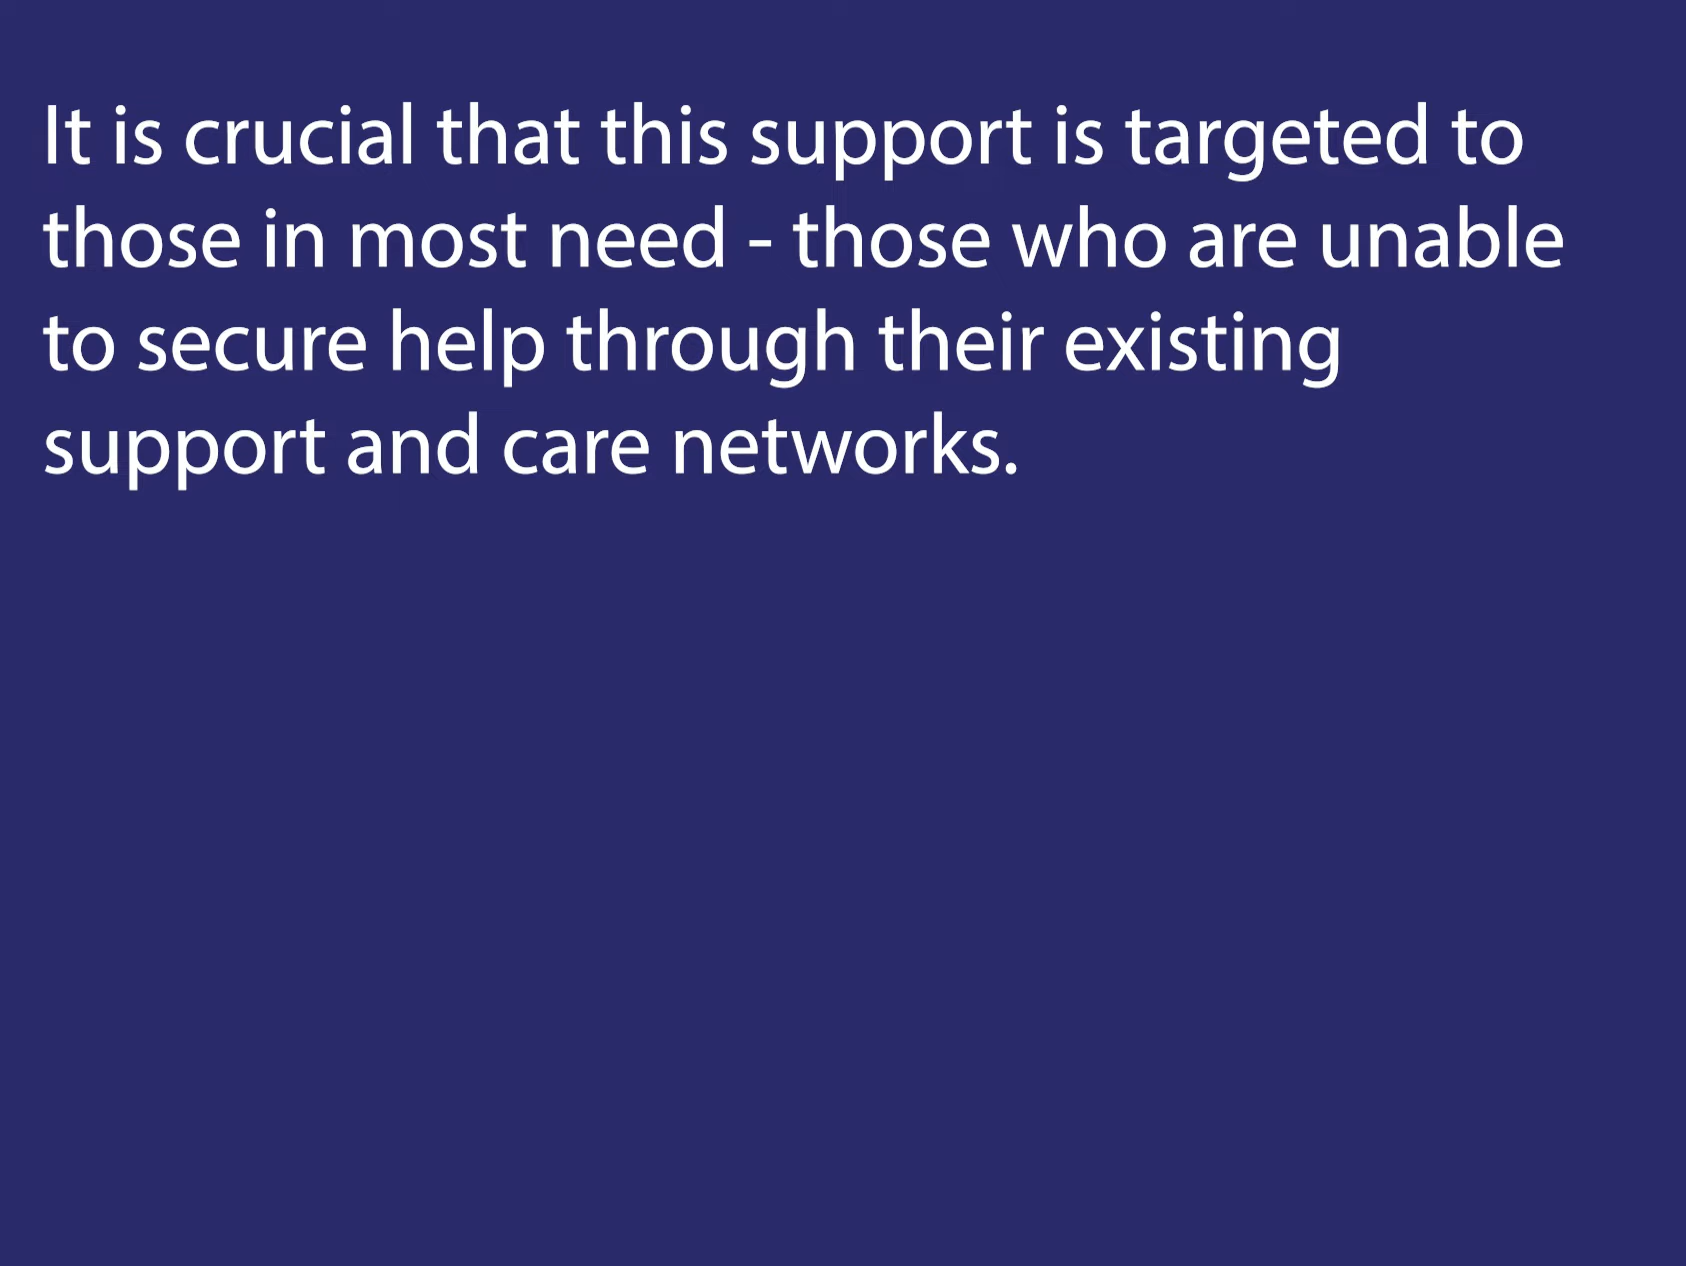 It is crucial that this support is targeted to
those in most need - those who are unable
to secure help through their existing
support and care networks.